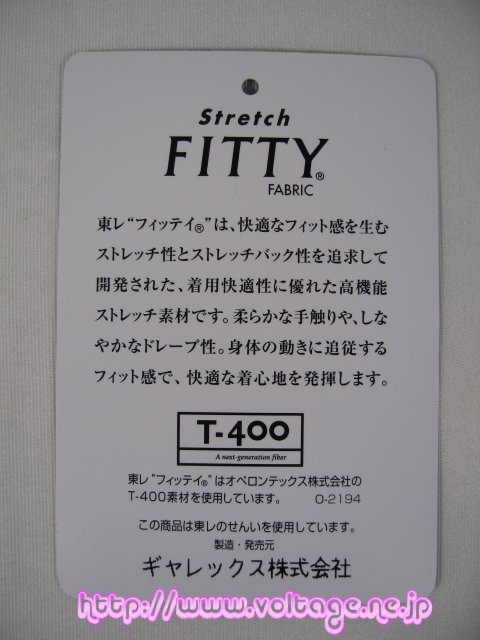 Stretch
FITTY®
FABRIC
東レ“フィッテイ®”は、快適なフィット感を生む
ストレッチ性とストレッチバック性を追求して
開発された、着用快適性に優れた高機能
ストレッチ素材です。柔らかな手触りや、しな
やかなドレープ性。身体の動きに追従する
フィット感で、快適な着心地を発揮します。
T-400
A next-generation fiber
東レ“フィッテイ®”はオペロンテックス株式会社の
T-400素材を使用しています。 O-2194
この商品は東レのせんいを使用しています。
製造・発売元
ギャレックス株式会社
http://www.voltage.ne.jp